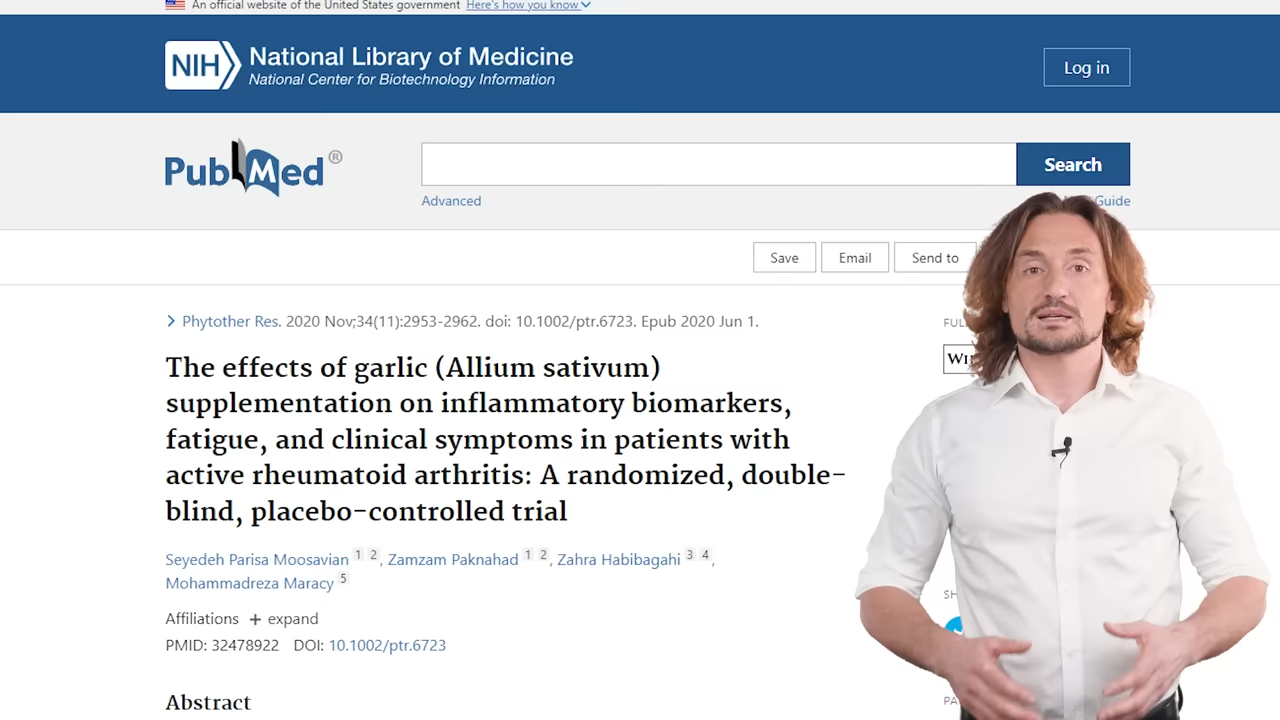 An official website of the United States government Here's how you know
NIH National Library of Medicine
National Center for Biotechnology Information
Log in
PubMed®
Search
Advanced
Guide
Save
Email
Send to
Phytother Res. 2020 Nov;34(11):2953-2962. doi: 10.1002/ptr.6723. Epub 2020 Jun 1.
The effects of garlic (Allium sativum)
supplementation on inflammatory biomarkers,
fatigue, and clinical symptoms in patients with
active rheumatoid arthritis: A randomized, double-
blind, placebo-controlled trial
Seyedeh Parisa Moosavian 1 2, Zamzam Paknahad 1 2, Zahra Habibagahi 3 4,
Mohammadreza Maracy 5
Affiliations + expand
PMID: 32478922 DOI: 10.1002/ptr.6723
Abstract